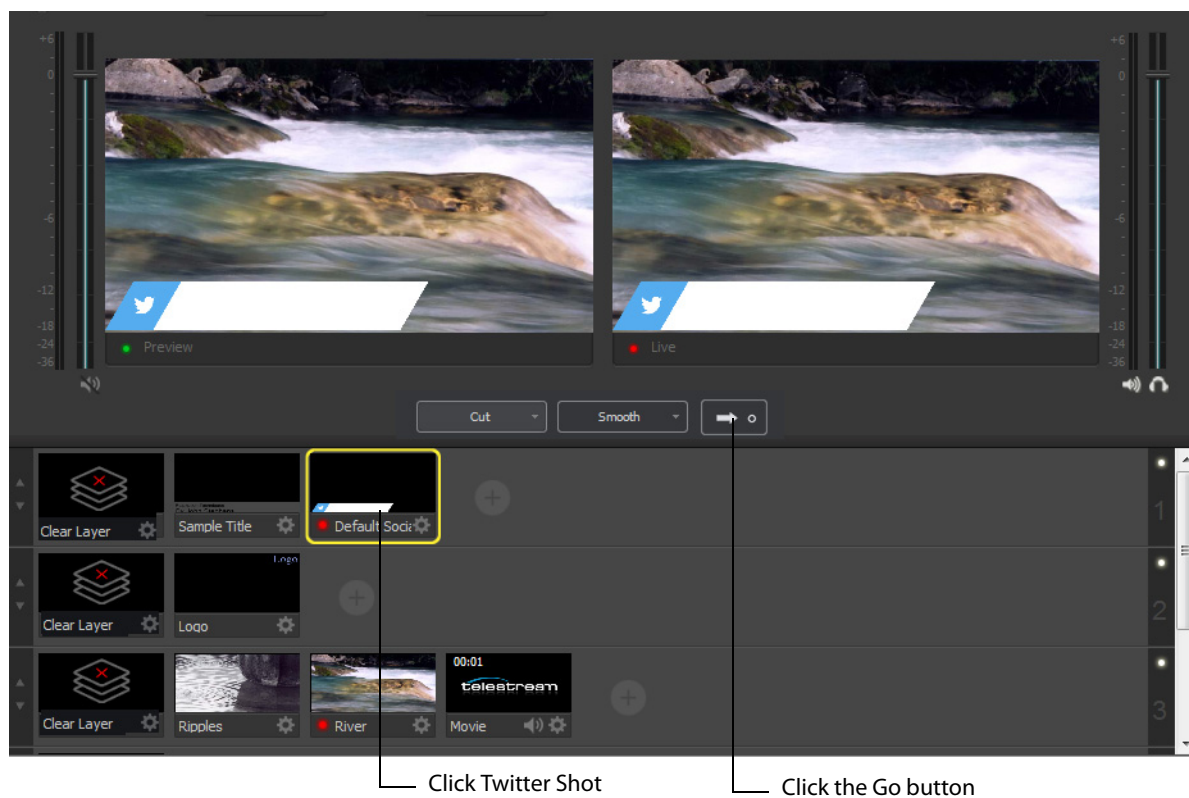 +6 +6
0 0
-6 -6
-12 -12
-18 -18
-24 -24
-36 -36
Preview Live
Cut Smooth
Clear Layer Sample Title Default Socia 1
Logo
Clear Layer Logo 2
00:01
telestream
Clear Layer Ripples River Movie 3
Click Twitter Shot Click the Go button